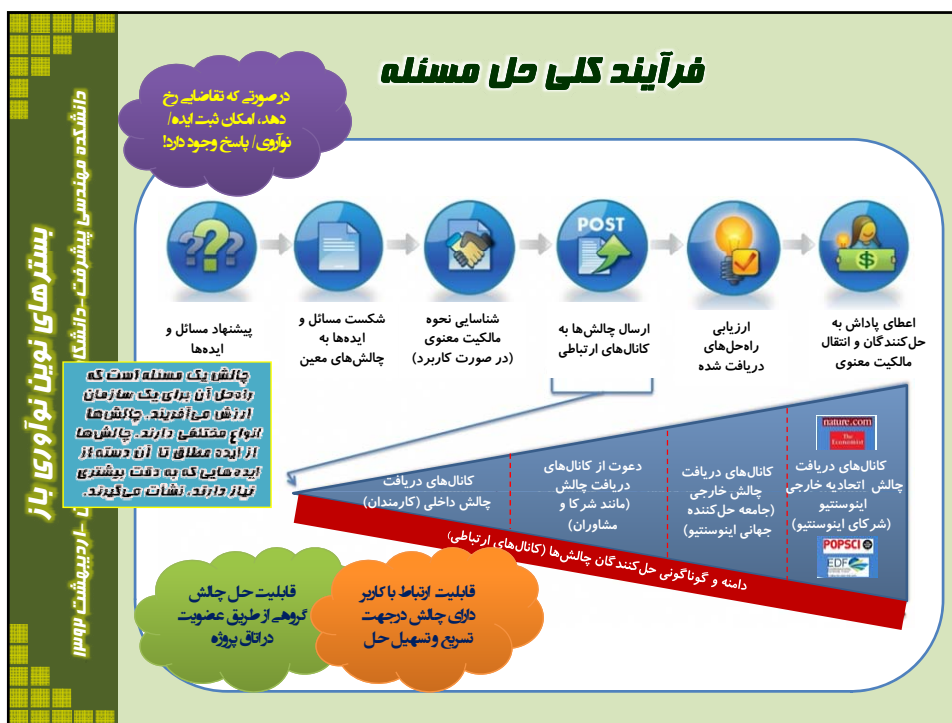 فرآیند کلی حل مسئله
در صورتی که تقاضایی رخ
دهد، امکان ثبت ایده/
نوآروی/ پاسخ وجود دارد!
POST
$
پیشنهاد مسائل و
ایده‌ها
شکست مسائل و
ایده‌ها به
چالش‌های معین
شناسایی نحوه
مالکیت معنوی
(در صورت کاربرد)
ارسال چالش‌ها به
کانال‌های ارتباطی
ارزیابی
راه‌حل‌های
دریافت شده
اعطای پاداش به
حل‌کنندگان و انتقال
مالکیت معنوی
چالش یک مسئله است که
راه‌حل آن برای یک سازمان
ارزش می‌آفریند. چالش‌ها
انواع مختلفی دارند. چالش‌ها
از ایده مطلق تا آن دسته از
ایده‌هایی که به دقت بیشتری
نیاز دارند، نشأت می‌گیرند.
کانال‌های دریافت
چالش داخلی (کارمندان)
دعوت از کانال‌های
دریافت چالش
(مانند شرکا و
مشاوران)
کانال‌های دریافت
چالش خارجی
(جامعه حل‌کننده
جهانی اینوسنتیو)
nature.com
The
Economist
کانال‌های دریافت
چالش اتحادیه خارجی
اینوسنتیو
(شرکای اینوسنتیو)
POPSCI
EDF
دامنه و گوناگونی حل‌کنندگان چالش‌ها (کانال‌های ارتباطی)
قابلیت حل چالش
گروهی از طریق عضویت
در اتاق پروژه
قابلیت ارتباط با کاربر
دارای چالش در جهت
تسریع و تسهیل حل
بسترهای نوین نوآوری باز
دانشکده مهندسی پیشرفت-دانشگاه -اردیبهشت ۱۳۹۲